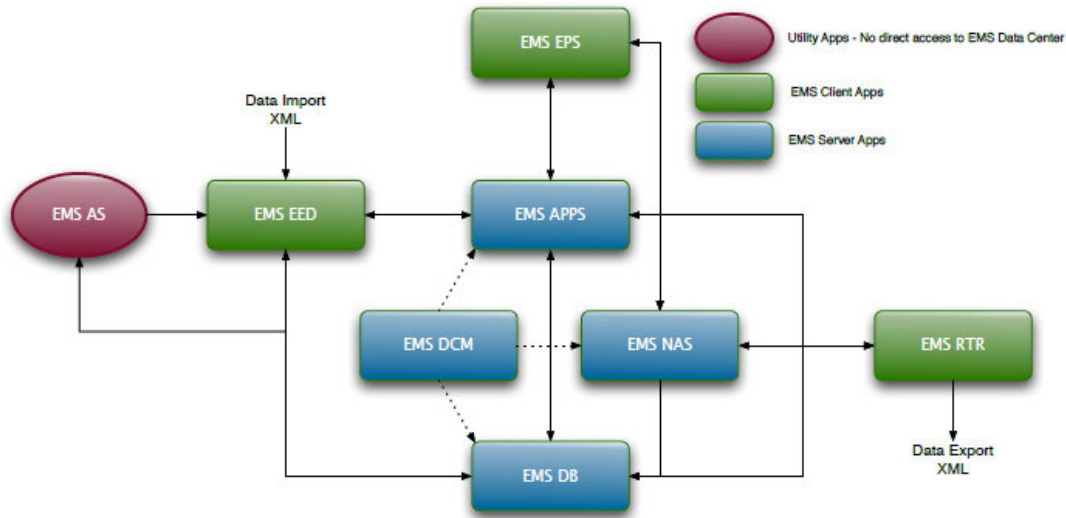 EMS EPS
Utility Apps - No direct access to EMS Data Center
EMS Client Apps
EMS Server Apps
Data Import
XML
EMS AS
EMS EED
EMS APPS
EMS DCM
EMS NAS
EMS RTR
EMS DB
Data Export
XML